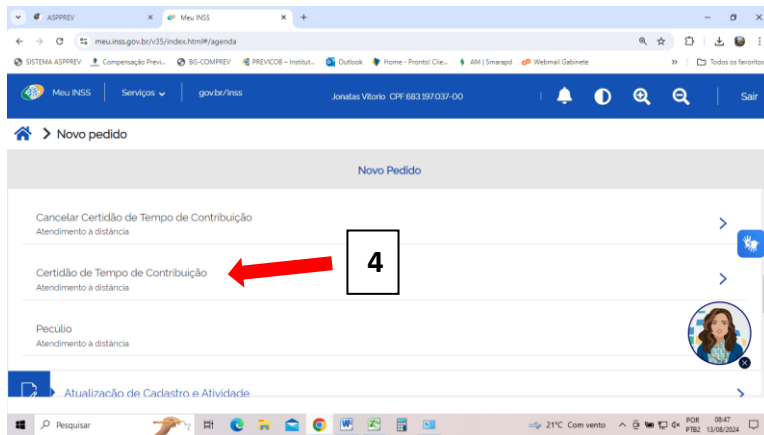 ASPPREV
Meu INSS
meu.inss.gov.br/v35/index.html#/agenda
SISTEMA ASPPREV
Compensação Previ...
BG-COMPREV
PREVICOB – Institut...
Outlook
Home - Pronto! Clie...
AM | Smarapd
Webmail Gabinete
»
Todos os favoritos
Meu INSS
Serviços
gov.br/inss
Jonatas Vitorio CPF 683.197.037-00
Sair
Novo pedido
Novo Pedido
Cancelar Certidão de Tempo de Contribuição
Atendimento à distância
4
Certidão de Tempo de Contribuição
Atendimento à distância
Pecúlio
Atendimento à distância
Atualização de Cadastro e Atividade
Pesquisar
21°C Com vento
POR
PTB2
08:47
13/08/2024